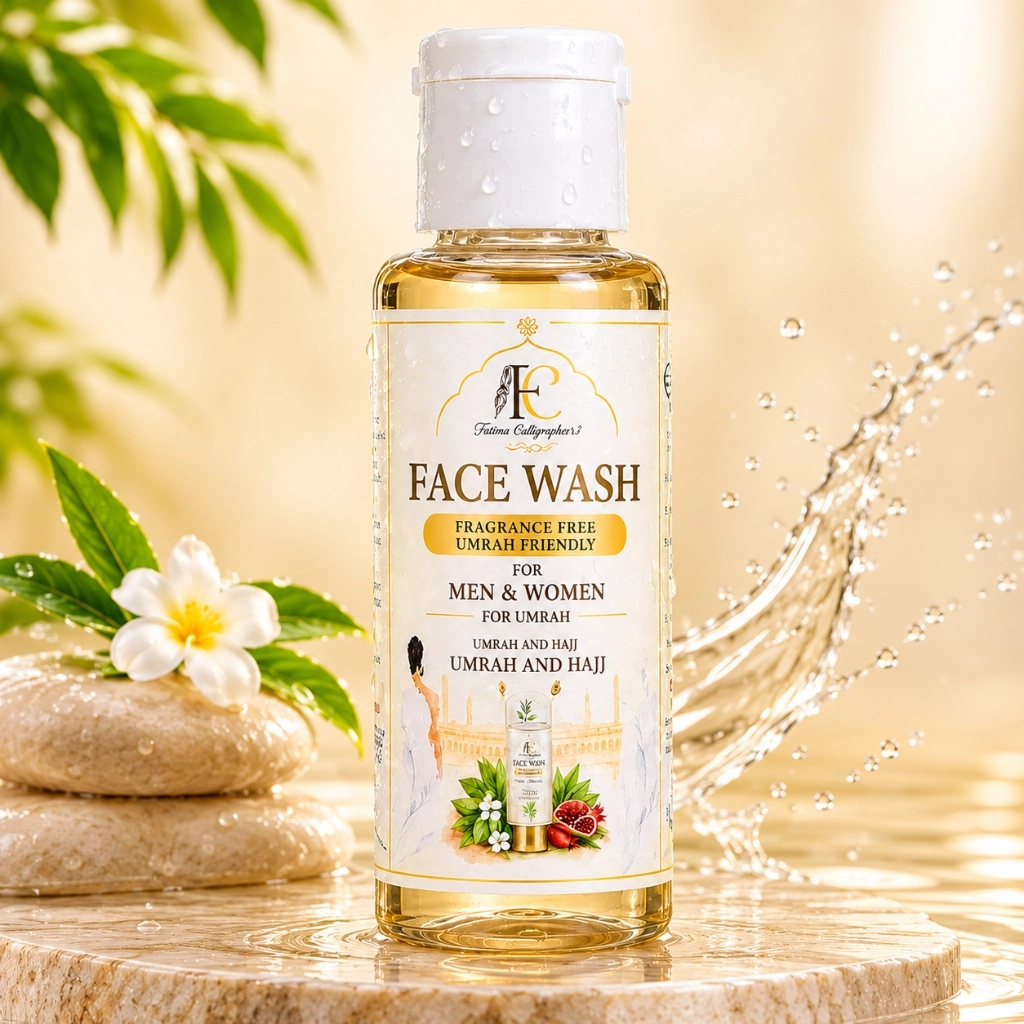 FC
Fatima Calligrapher's
FACE WASH
FRAGRANCE FREE
UMRAH FRIENDLY
FOR
MEN & WOMEN
FOR UMRAH
UMRAH AND HAJJ
UMRAH AND HAJJ
FC
FACE WASH